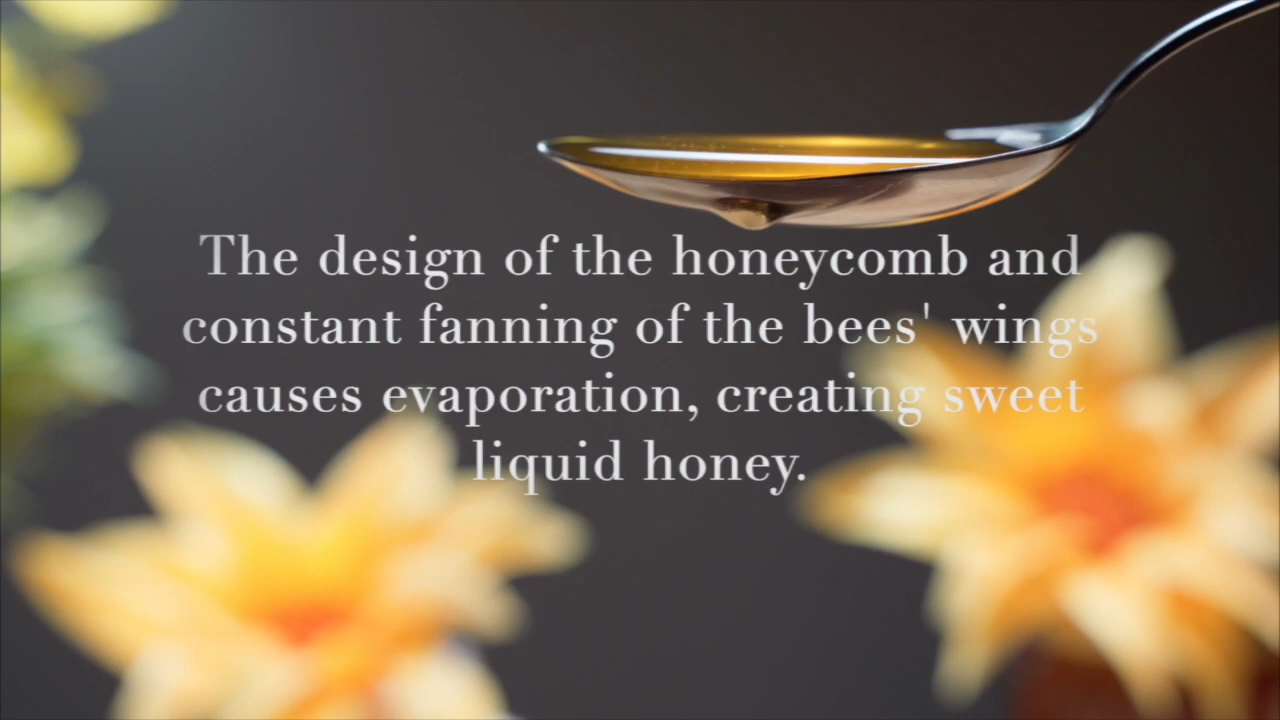 The design of the honeycomb and
constant fanning of the bees' wings
causes evaporation, creating sweet
liquid honey.